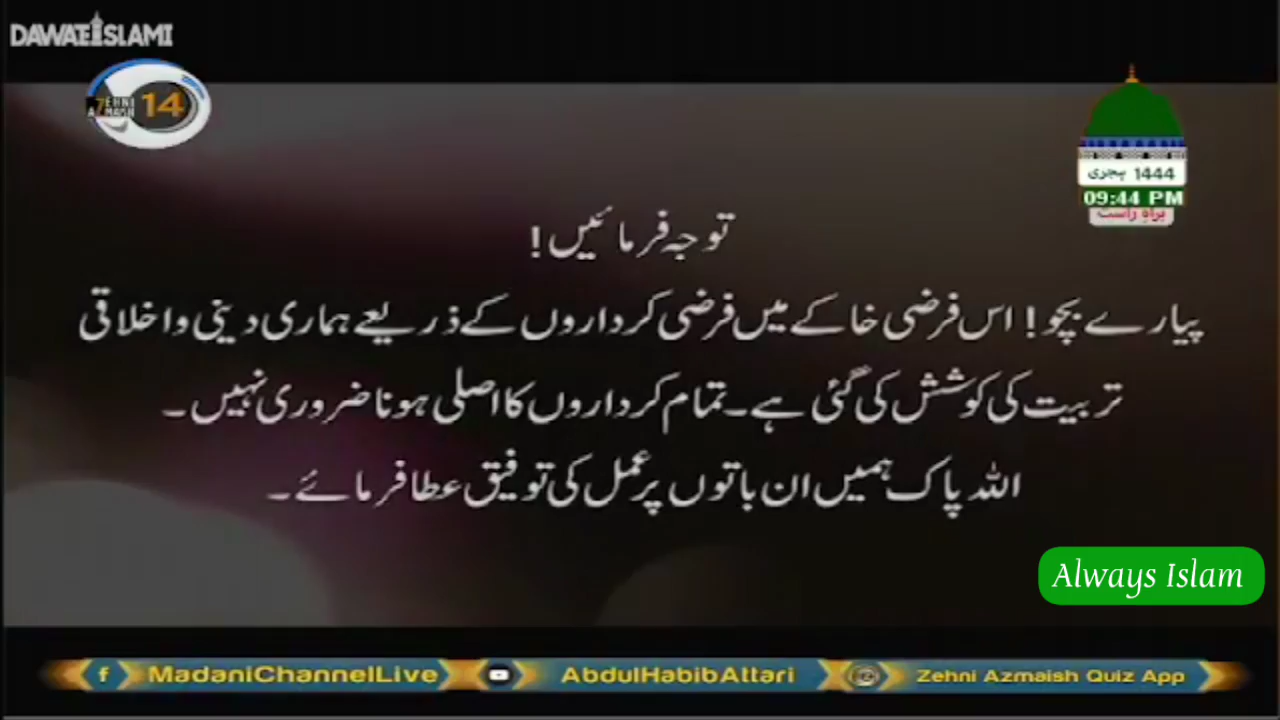 DAWATEISLAMI
ZEHNI AZMAISH 14
1444 ہجری
09:44 PM
براہِ راست
توجہ فرمائیں!
پیارے بچو! اس فرضی خاکے میں فرضی کرداروں کے ذریعے ہماری دینی و اخلاقی
تربیت کی کوشش کی گئی ہے۔ تمام کرداروں کا اصلی ہونا ضروری نہیں۔
اللہ پاک ہمیں ان باتوں پر عمل کی توفیق عطا فرمائے۔
Always Islam
MadaniChannelLive AbdulHabibAttari Zehni Azmaish Quiz App